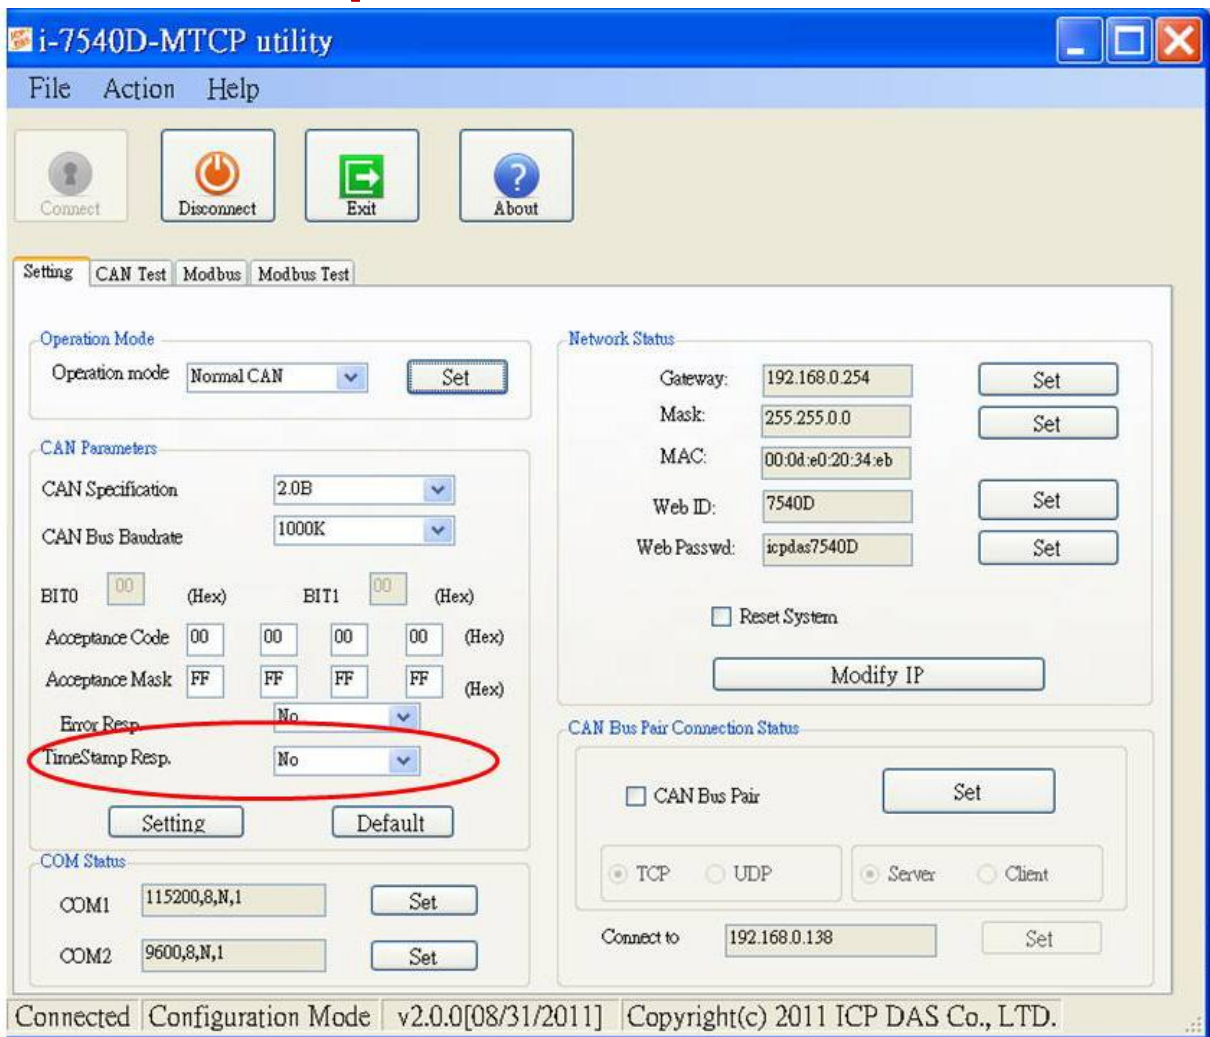 i-7540D-MTCP utility
File Action Help
Connect Disconnect Exit About
Setting CAN Test Modbus Modbus Test
Operation Mode
Operation mode Normal CAN Set
CAN Parameters
CAN Specification 2.0B
CAN Bus Baudrate 1000K
BIT0 00 (Hex) BIT1 00 (Hex)
Acceptance Code 00 00 00 00 (Hex)
Acceptance Mask FF FF FF FF (Hex)
Error Resp. No
TimeStamp Resp. No
Setting Default
COM Status
COM1 115200,8,N,1 Set
COM2 9600,8,N,1 Set
Network Status
Gateway: 192.168.0.254 Set
Mask: 255.255.0.0 Set
MAC: 00:0d:e0:20:34:eb
Web ID: 7540D Set
Web Passwd: icpdas7540D Set
Reset System
Modify IP
CAN Bus Pair Connection Status
CAN Bus Pair Set
TCP UDP Server Client
Connect to 192.168.0.138 Set
Connected Configuration Mode v2.0.0[08/31/2011] Copyright(c) 2011 ICP DAS Co., LTD.